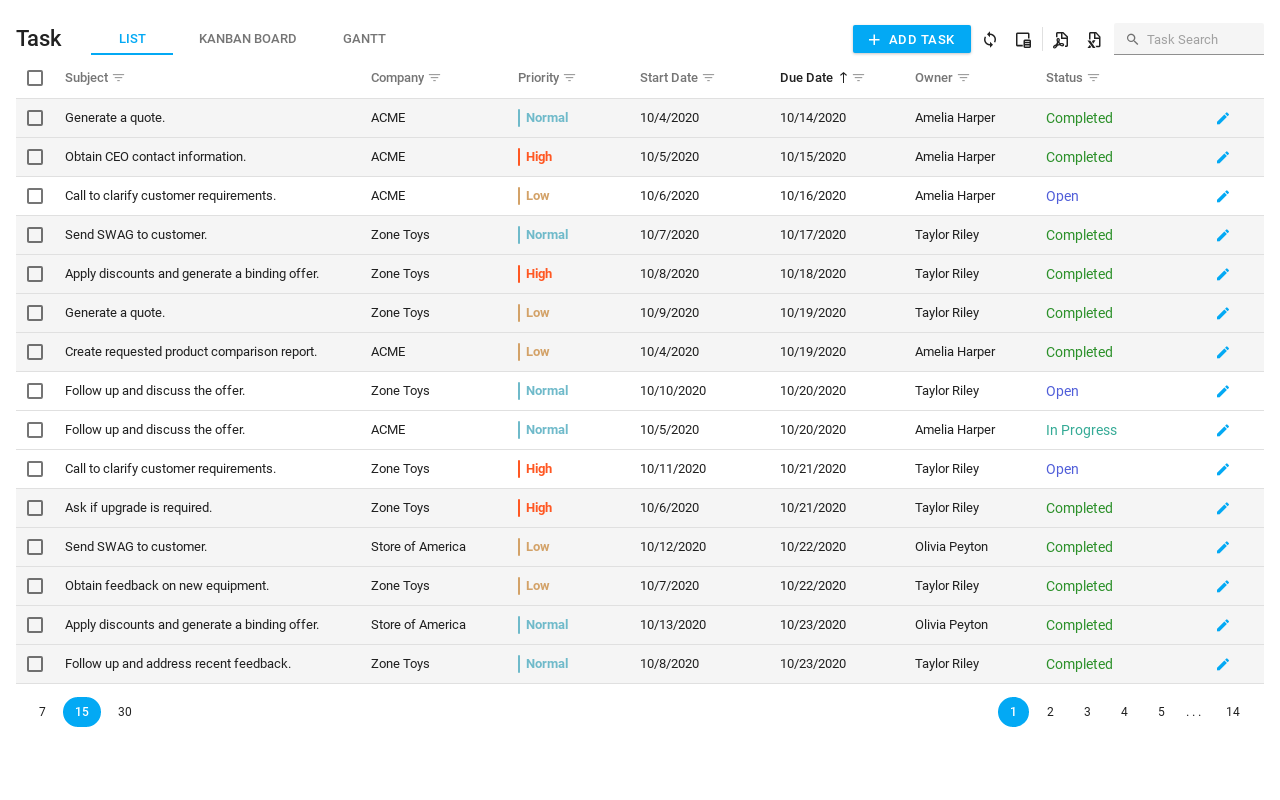 Task LIST KANBAN BOARD GANTT ADD TASK Task Search
Subject Company Priority Start Date Due Date Owner Status
Generate a quote. ACME Normal 10/4/2020 10/14/2020 Amelia Harper Completed
Obtain CEO contact information. ACME High 10/5/2020 10/15/2020 Amelia Harper Completed
Call to clarify customer requirements. ACME Low 10/6/2020 10/16/2020 Amelia Harper Open
Send SWAG to customer. Zone Toys Normal 10/7/2020 10/17/2020 Taylor Riley Completed
Apply discounts and generate a binding offer. Zone Toys High 10/8/2020 10/18/2020 Taylor Riley Completed
Generate a quote. Zone Toys Low 10/9/2020 10/19/2020 Taylor Riley Completed
Create requested product comparison report. ACME Low 10/4/2020 10/19/2020 Amelia Harper Completed
Follow up and discuss the offer. Zone Toys Normal 10/10/2020 10/20/2020 Taylor Riley Open
Follow up and discuss the offer. ACME Normal 10/5/2020 10/20/2020 Amelia Harper In Progress
Call to clarify customer requirements. Zone Toys High 10/11/2020 10/21/2020 Taylor Riley Open
Ask if upgrade is required. Zone Toys High 10/6/2020 10/21/2020 Taylor Riley Completed
Send SWAG to customer. Store of America Low 10/12/2020 10/22/2020 Olivia Peyton Completed
Obtain feedback on new equipment. Zone Toys Low 10/7/2020 10/22/2020 Taylor Riley Completed
Apply discounts and generate a binding offer. Store of America Normal 10/13/2020 10/23/2020 Olivia Peyton Completed
Follow up and address recent feedback. Zone Toys Normal 10/8/2020 10/23/2020 Taylor Riley Completed
7 15 30 1 2 3 4 5 ... 14